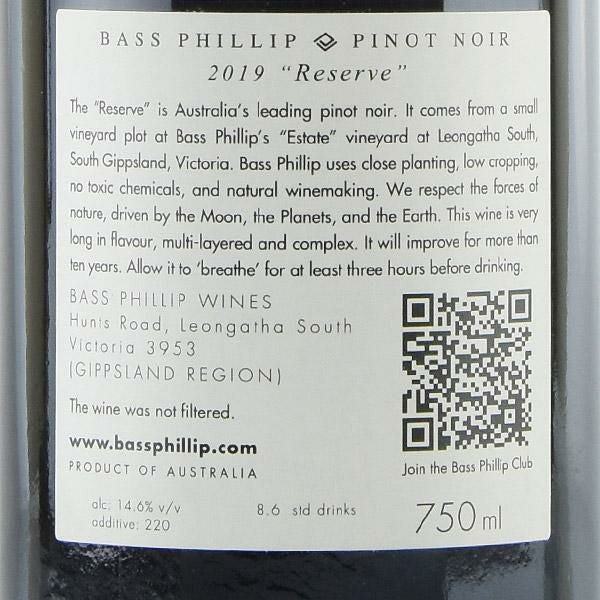 BASS PHILLIP PINOT NOIR
2019 "Reserve"
The "Reserve" is Australia's leading pinot noir. It comes from a small
vineyard plot at Bass Phillip's "Estate" vineyard at Leongatha South,
South Gippsland, Victoria. Bass Phillip uses close planting, low cropping,
no toxic chemicals, and natural winemaking. We respect the forces of
nature, driven by the Moon, the Planets, and the Earth. This wine is very
long in flavour, multi-layered and complex. It will improve for more than
ten years. Allow it to 'breathe' for at least three hours before drinking.
BASS PHILLIP WINES
Hunts Road, Leongatha South
Victoria 3953
(GIPPSLAND REGION)
The wine was not filtered.
www.bassphillip.com
PRODUCT OF AUSTRALIA
Join the Bass Phillip Club
alc; 14.6% v/v
additive; 220
8.6 std drinks
750 ml